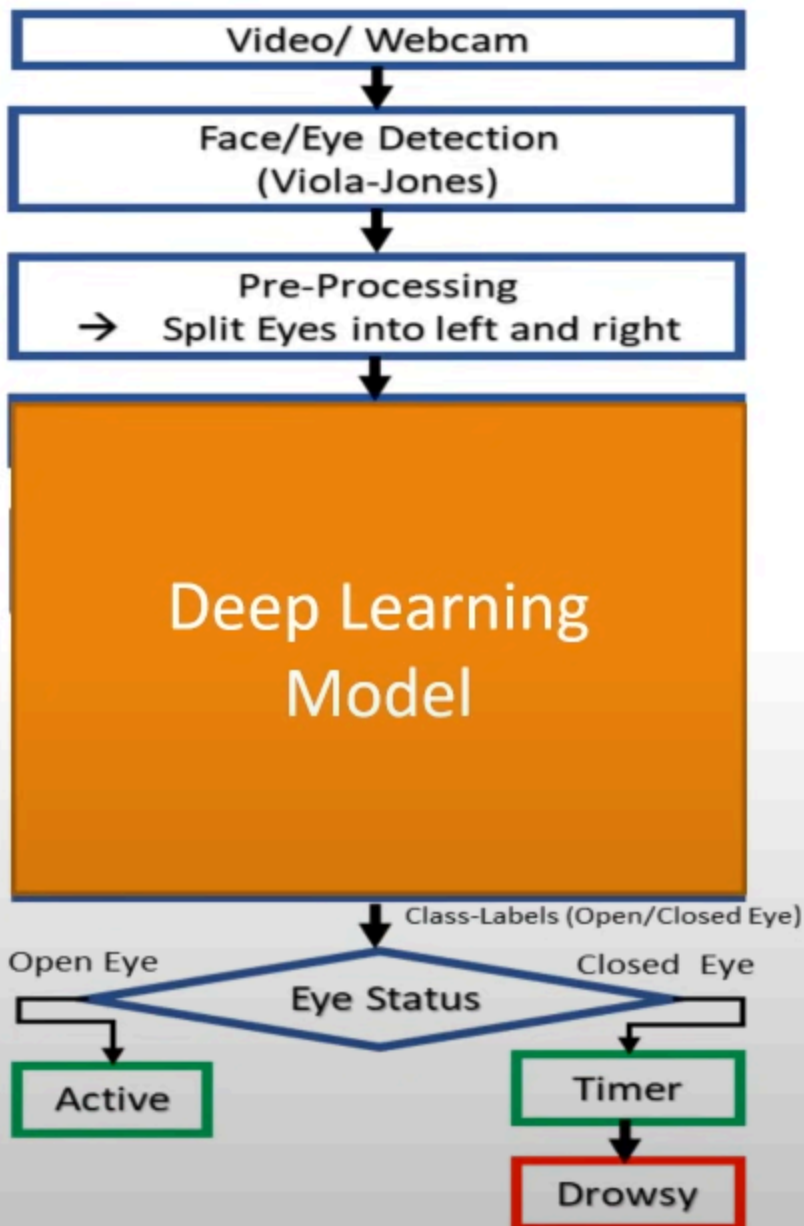 Video/ Webcam
Face/Eye Detection
(Viola-Jones)
Pre-Processing
→ Split Eyes into left and right
Deep Learning
Model
Class-Labels (Open/Closed Eye)
Open Eye
Closed Eye
Eye Status
Active
Timer
Drowsy